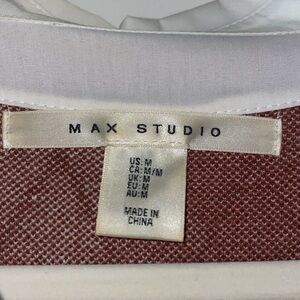 MAX STUDIO
US: M
CA: M/M
UK: M
EU: M
AU: M
MADE IN
CHINA